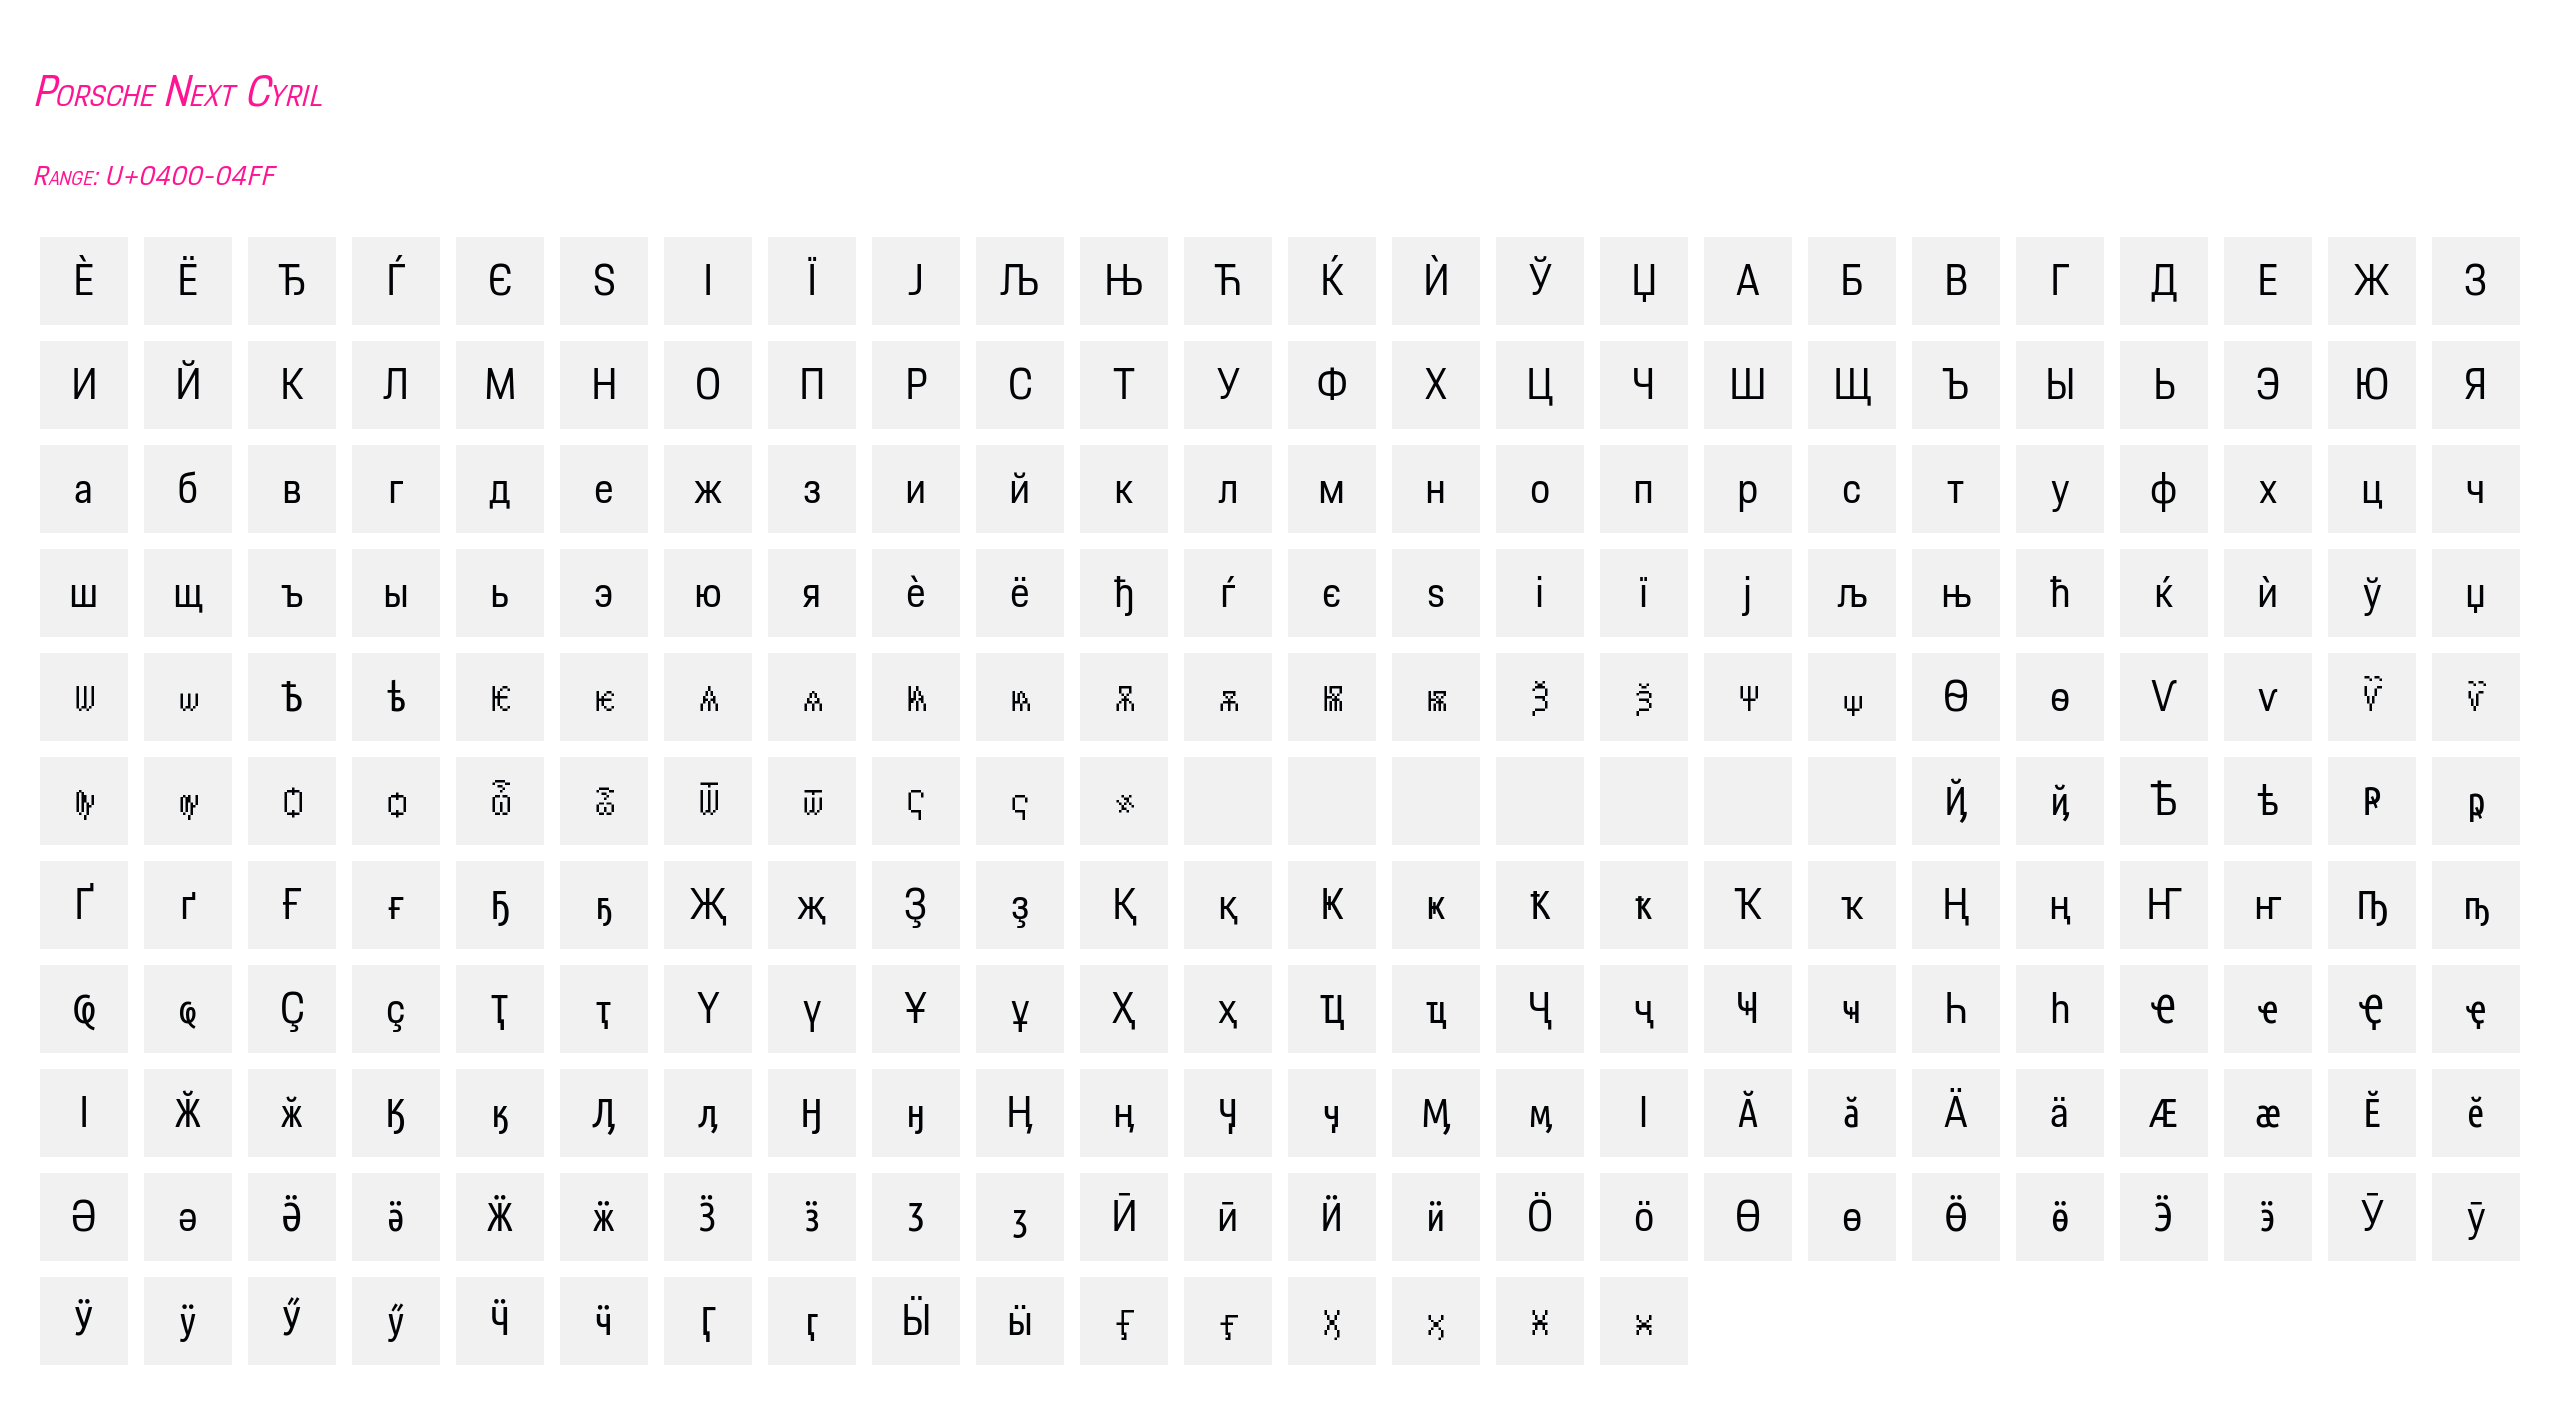 Porsche Next Cyril
Range: U+0400-04FF
Ѐ Ё Ђ Ѓ Є Ѕ І Ї Ј Љ Њ Ћ Ќ Ѝ Ў Џ А Б В Г Д Е Ж З
И Й К Л М Н О П Р С Т У Ф Х Ц Ч Ш Щ Ъ Ы Ь Э Ю Я
а б в г д е ж з и й к л м н о п р с т у ф х ц ч
ш щ ъ ы ь э ю я ѐ ё ђ ѓ є ѕ і ї ј љ њ ћ ќ ѝ ў џ
Ѡ ѡ Ѣ ѣ Ѥ ѥ Ѧ ѧ Ѩ ѩ Ѫ ѫ Ѭ ѭ Ѯ ѯ Ѱ ѱ Ѳ ѳ Ѵ ѵ Ѷ ѷ
Ѹ ѹ Ѻ ѻ Ѽ ѽ Ѿ ѿ Ҁ ҁ ҂ Ҋ ҋ Ҍ ҍ Ҏ ҏ
Ґ ґ Ғ ғ Ҕ ҕ Җ җ Ҙ ҙ Қ қ Ҝ ҝ Ҟ ҟ Ҡ ҡ Ң ң Ҥ ҥ Ҧ ҧ
Ҩ ҩ Ҫ ҫ Ҭ ҭ Ү ү Ұ ұ Ҳ ҳ Ҵ ҵ Ҷ ҷ Ҹ ҹ Һ һ Ҽ ҽ Ҿ ҿ
Ӏ Ӂ ӂ Ӄ ӄ Ӆ ӆ Ӈ ӈ Ӊ ӊ Ӌ ӌ Ӎ ӎ ӏ Ӑ ӑ Ӓ ӓ Ӕ ӕ Ӗ ӗ
Ә ә Ӛ ӛ Ӝ ӝ Ӟ ӟ Ӡ ӡ Ӣ ӣ Ӥ ӥ Ӧ ӧ Ө ө Ӫ ӫ Ӭ ӭ Ӯ ӯ
Ӱ ӱ Ӳ ӳ Ӵ ӵ Ӷ ӷ Ӹ ӹ Ӻ ӻ Ӽ ӽ Ӿ ӿ